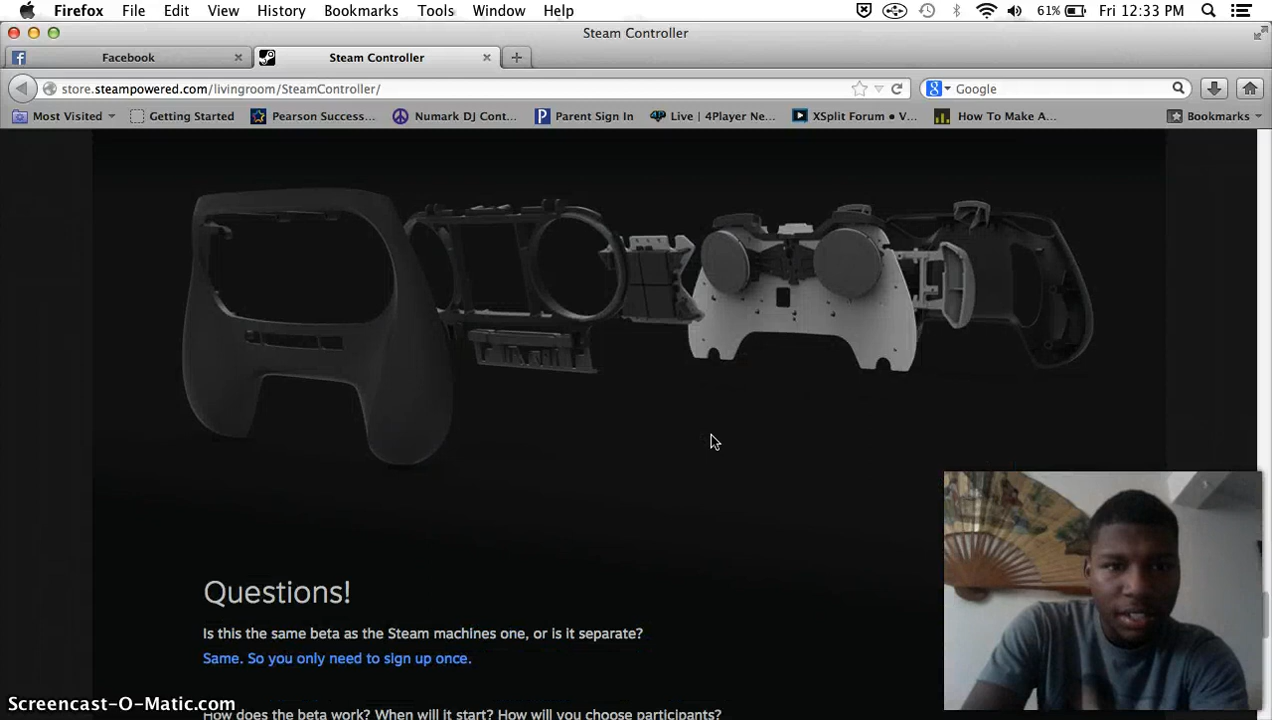 Firefox File Edit View History Bookmarks Tools Window Help 61% Fri 12:33 PM
Steam Controller
Facebook Steam Controller
store.steampowered.com/livingroom/SteamController/ Google
Most Visited Getting Started Pearson Success... Numark DJ Cont... Parent Sign In Live | 4Player Ne... XSplit Forum • V... How To Make A... Bookmarks
Questions!
Is this the same beta as the Steam machines one, or is it separate?
Same. So you only need to sign up once.
How does the beta work? When will it start? How will you choose participants?
Screencast-O-Matic.com